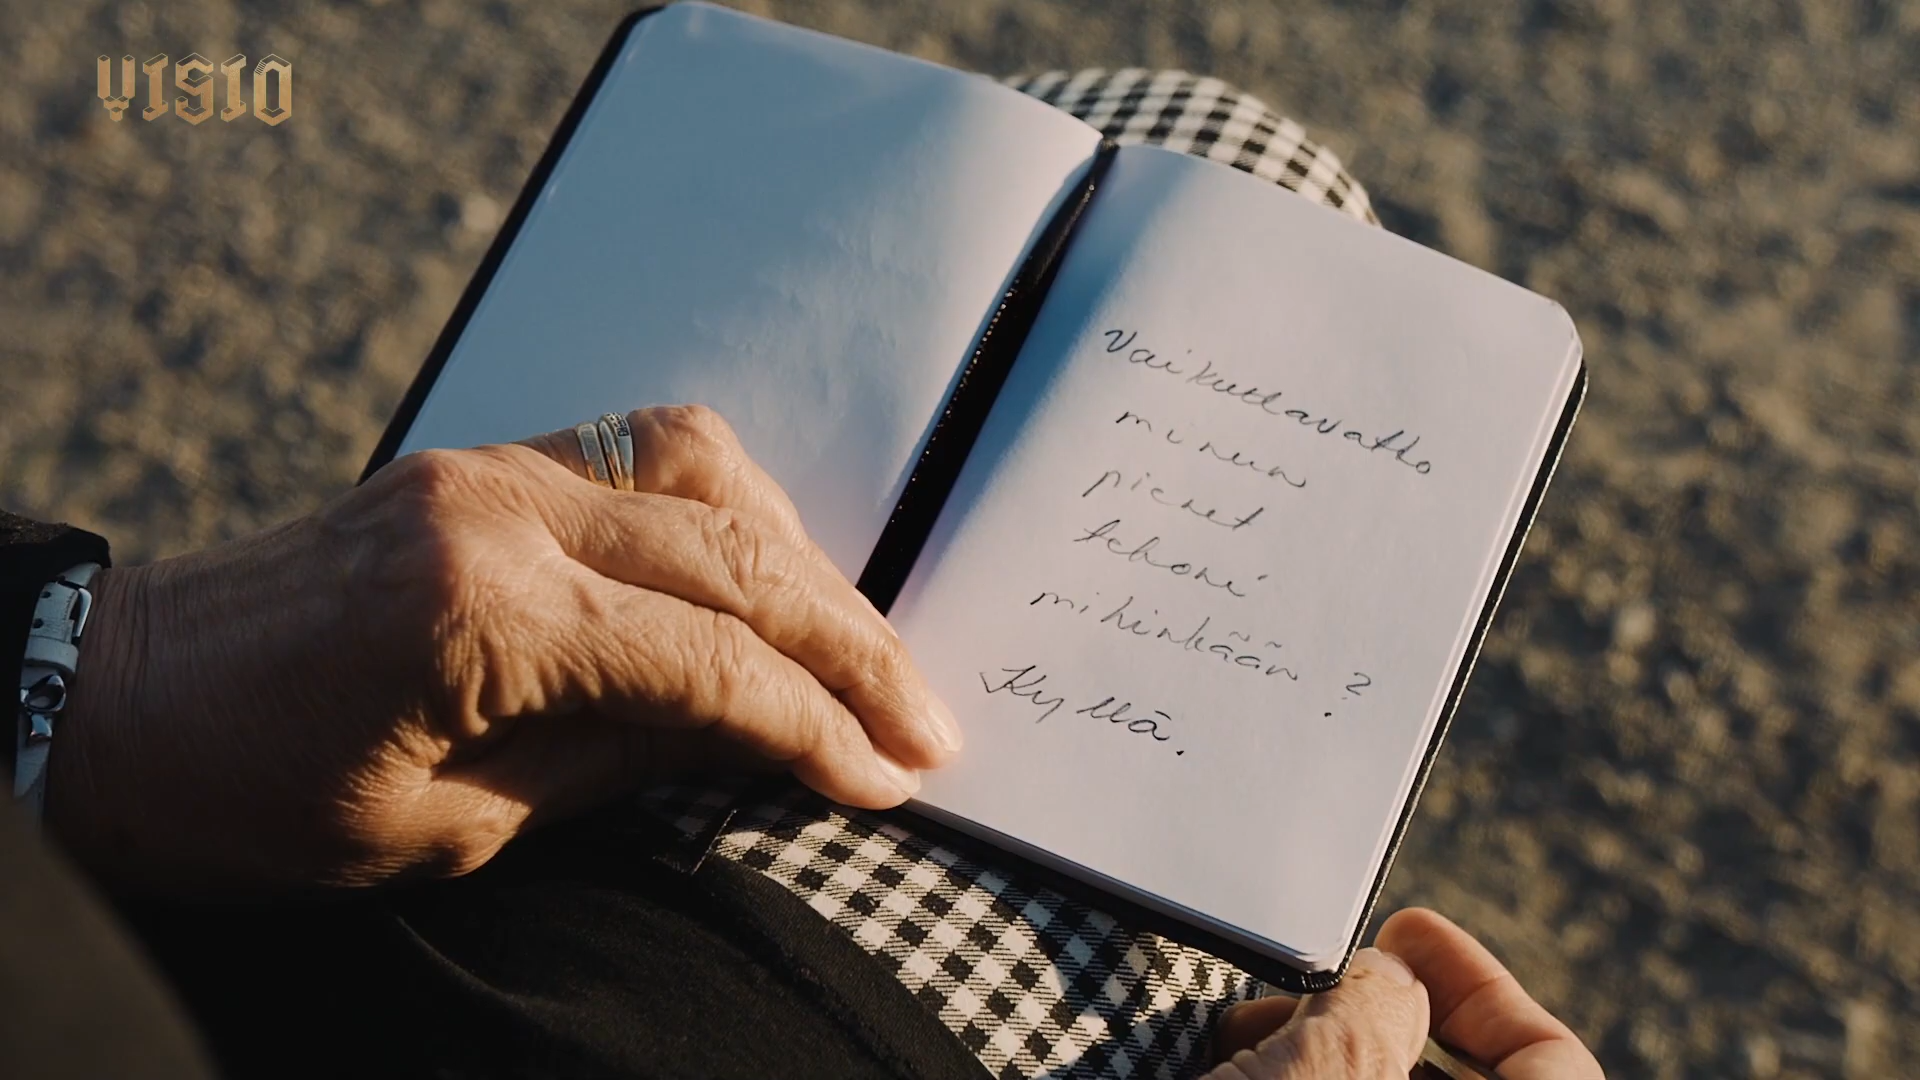 VISIO
Vaikuttavatko
minun
pienet
tekoni
mihinkään ?
Kyllä.